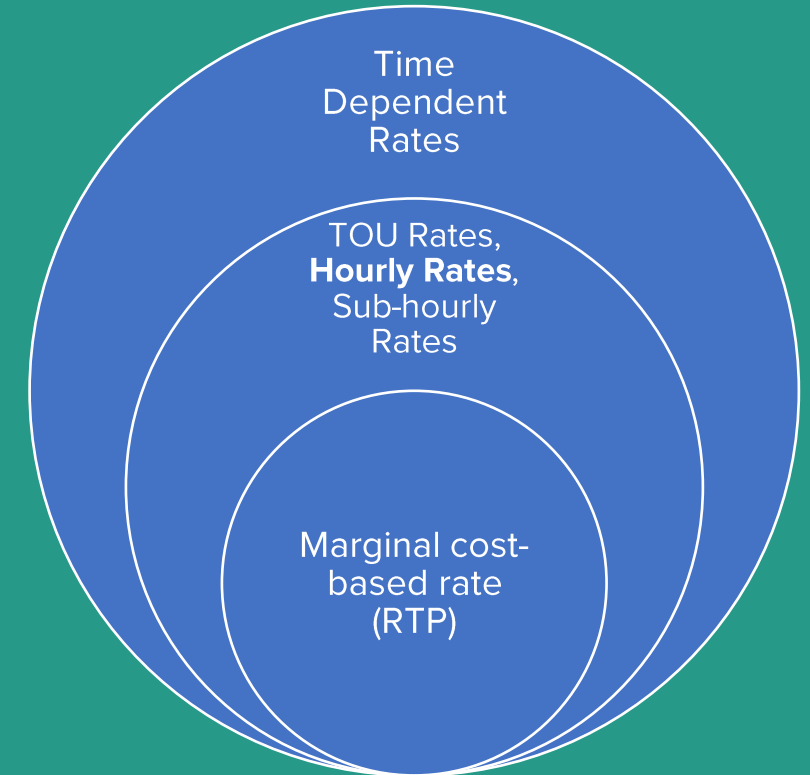 Time
Dependent
Rates
TOU Rates,
Hourly Rates,
Sub-hourly
Rates
Marginal cost-
based rate
(RTP)